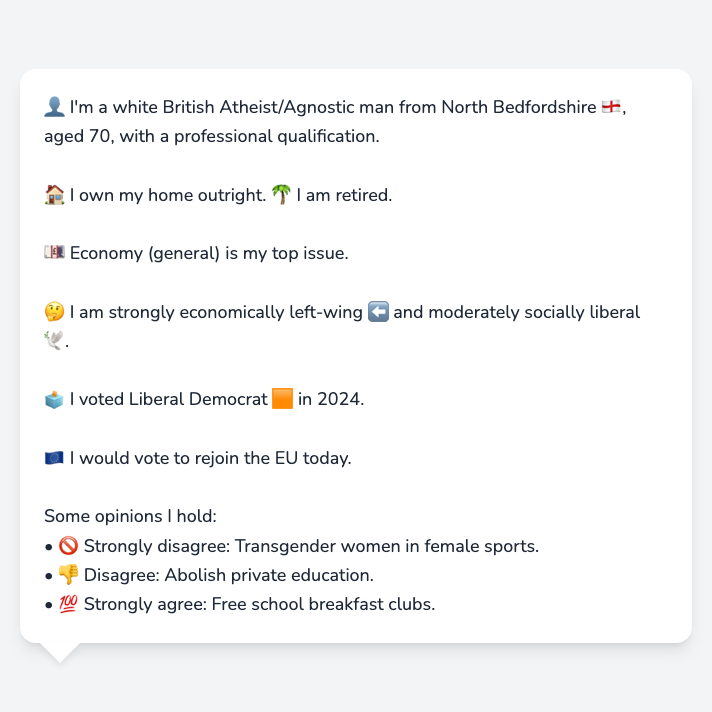 👤 I'm a white British Atheist/Agnostic man from North Bedfordshire 🏴󠁧󠁢󠁥󠁮󠁧󠁿,
aged 70, with a professional qualification.
🏠 I own my home outright. 🌴 I am retired.
💷 Economy (general) is my top issue.
🤔 I am strongly economically left-wing ⬅️ and moderately socially liberal
🕊️.
🗳️ I voted Liberal Democrat 🟧 in 2024.
🇪🇺 I would vote to rejoin the EU today.
Some opinions I hold:
• 🚫 Strongly disagree: Transgender women in female sports.
• 👎 Disagree: Abolish private education.
• 💯 Strongly agree: Free school breakfast clubs.